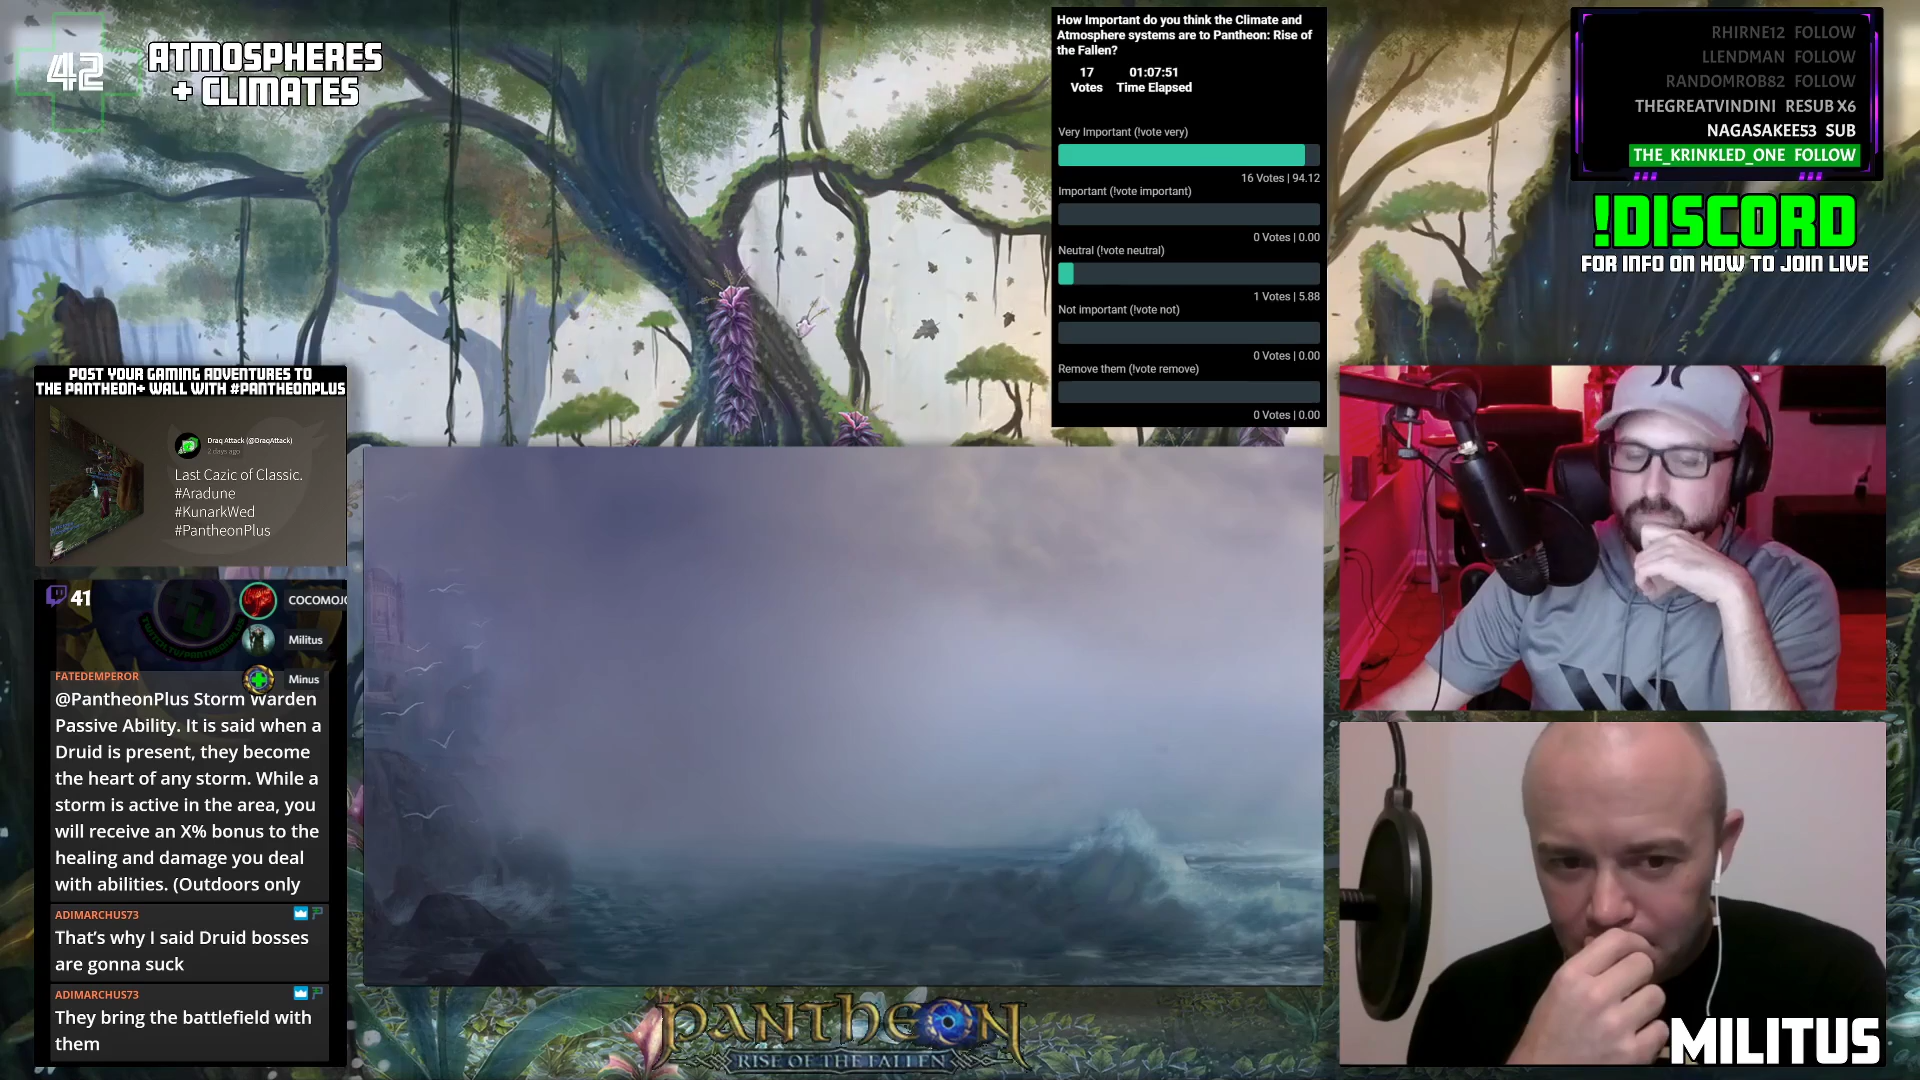 42
ATMOSPHERES
+ CLIMATES
How Important do you think the Climate and
Atmosphere systems are to Pantheon: Rise of
the Fallen?
17 01:07:51
Votes Time Elapsed
Very Important (!vote very)
16 Votes | 94.12
Important (!vote important)
0 Votes | 0.00
Neutral (!vote neutral)
1 Votes | 5.88
Not important (!vote not)
0 Votes | 0.00
Remove them (!vote remove)
0 Votes | 0.00
RHIRNE12 FOLLOW
LLENDMAN FOLLOW
RANDOMROB82 FOLLOW
THEGREATVINDINI RESUB X6
NAGASAKEE53 SUB
THE_KRINKLED_ONE FOLLOW
!DISCORD
FOR INFO ON HOW TO JOIN LIVE
POST YOUR GAMING ADVENTURES TO
THE PANTHEON+ WALL WITH #PANTHEONPLUS
Draq Attack (@DraqAttack)
2 days ago
Last Cazic of Classic.
#Aradune
#KunarkWed
#PantheonPlus
41
COCOMOJO
Militus
Minus
FATEDEMPEROR
@PantheonPlus Storm Warden
Passive Ability. It is said when a
Druid is present, they become
the heart of any storm. While a
storm is active in the area, you
will receive an X% bonus to the
healing and damage you deal
with abilities. (Outdoors only
ADIMARCHUS73
That's why I said Druid bosses
are gonna suck
ADIMARCHUS73
They bring the battlefield with
them
PANTHEON
RISE OF THE FALLEN
MILITUS